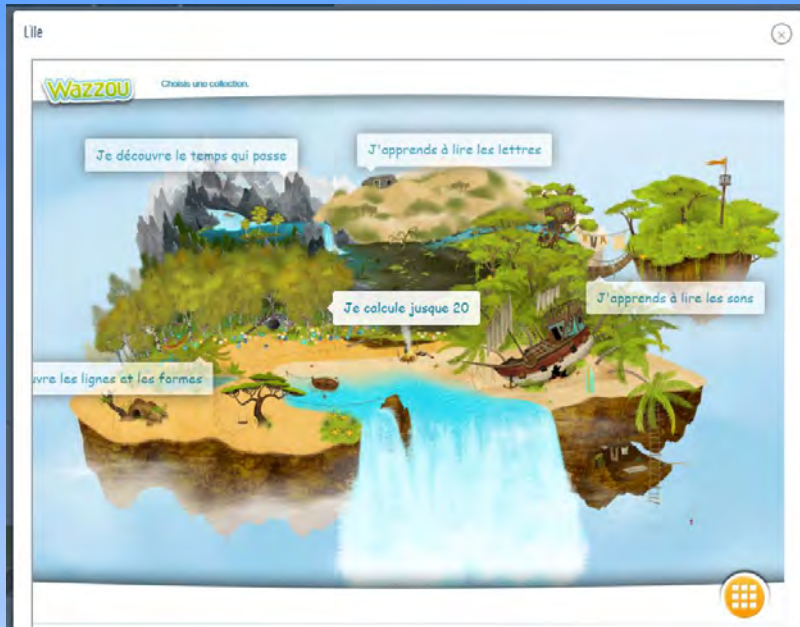 L'île
Wazzou
Choisis une collection.
Je découvre le temps qui passe
J'apprends à lire les lettres
Je calcule jusque 20
J'apprends à lire les sons
uvre les lignes et les formes